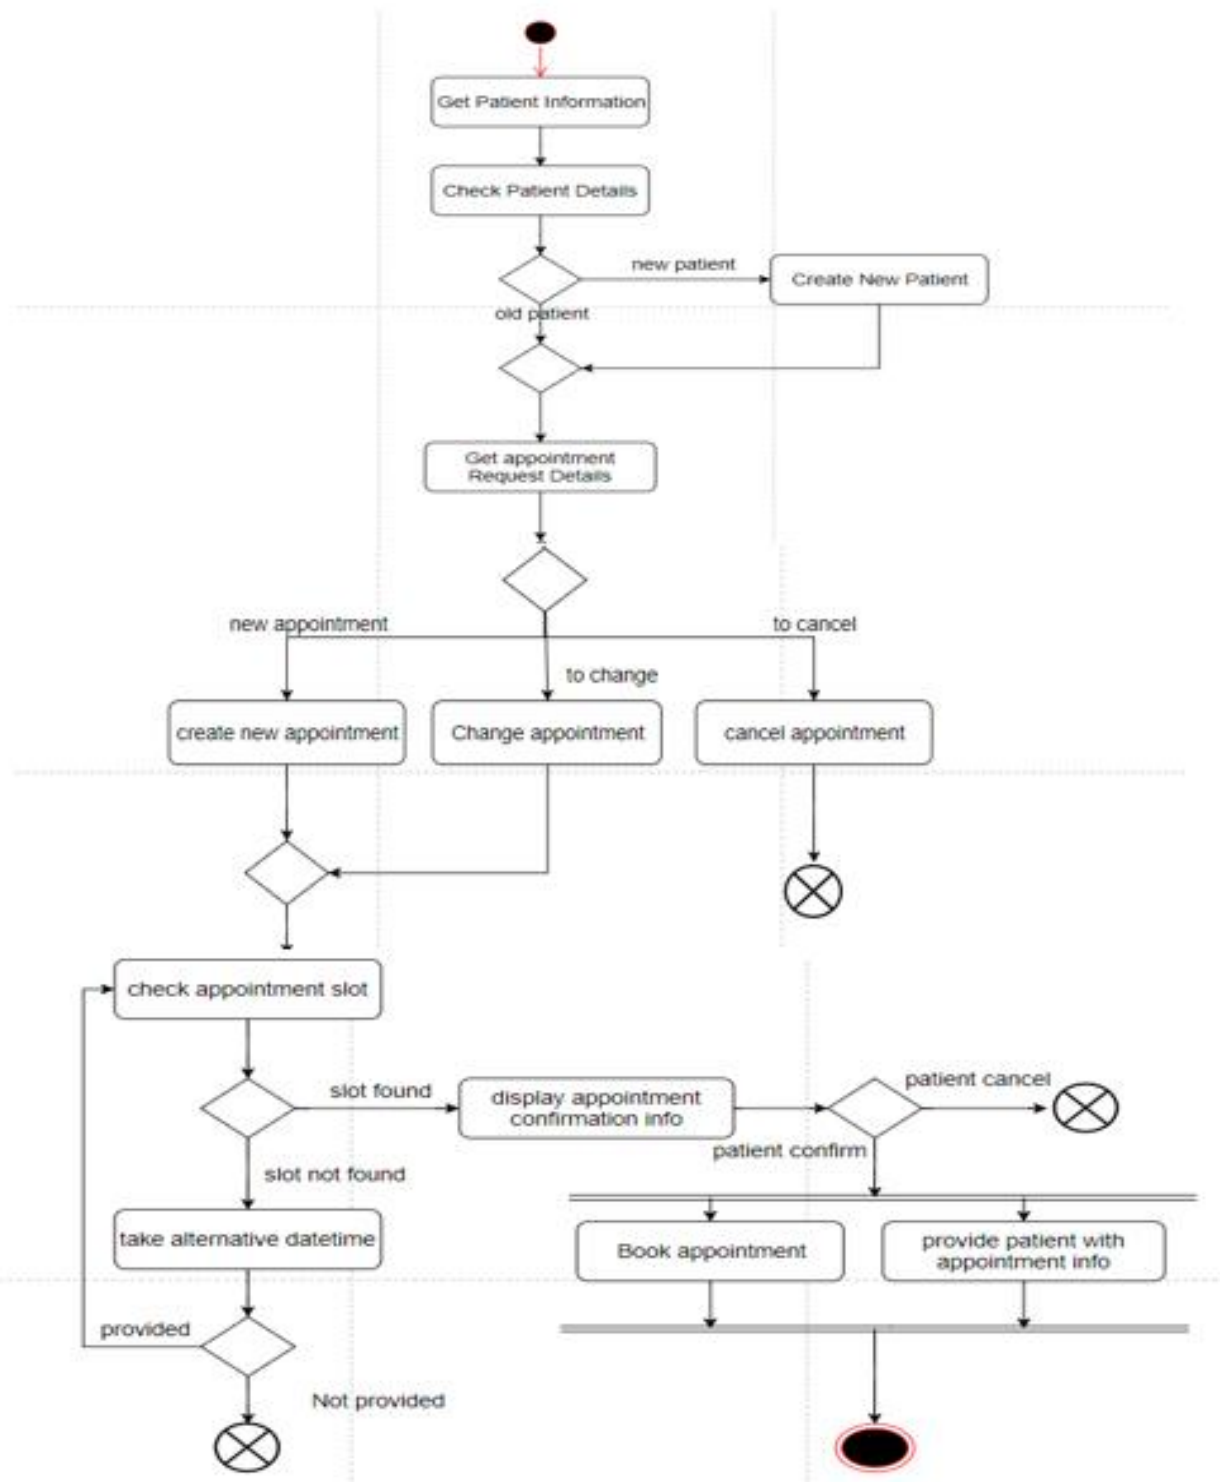 Get Patient Information
Check Patient Details
new patient
Create New Patient
old patient
Get appointment
Request Details
new appointment
to cancel
to change
create new appointment
Change appointment
cancel appointment
check appointment slot
slot found
display appointment
confirmation info
patient cancel
patient confirm
slot not found
take alternative datetime
Book appointment
provide patient with
appointment info
provided
Not provided